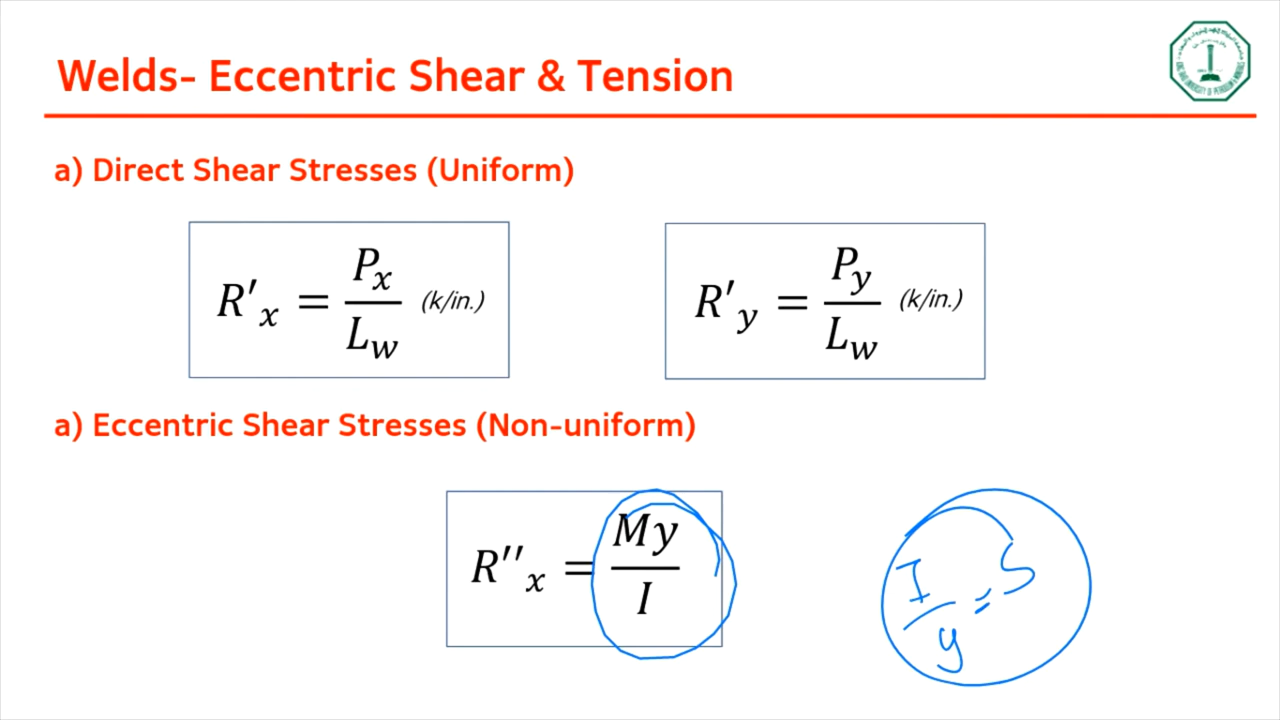 Welds- Eccentric Shear & Tension
a) Direct Shear Stresses (Uniform)
R'x = Px / Lw (k/in.)
R'y = Py / Lw (k/in.)
a) Eccentric Shear Stresses (Non-uniform)
R''x = My / I
I / y = S